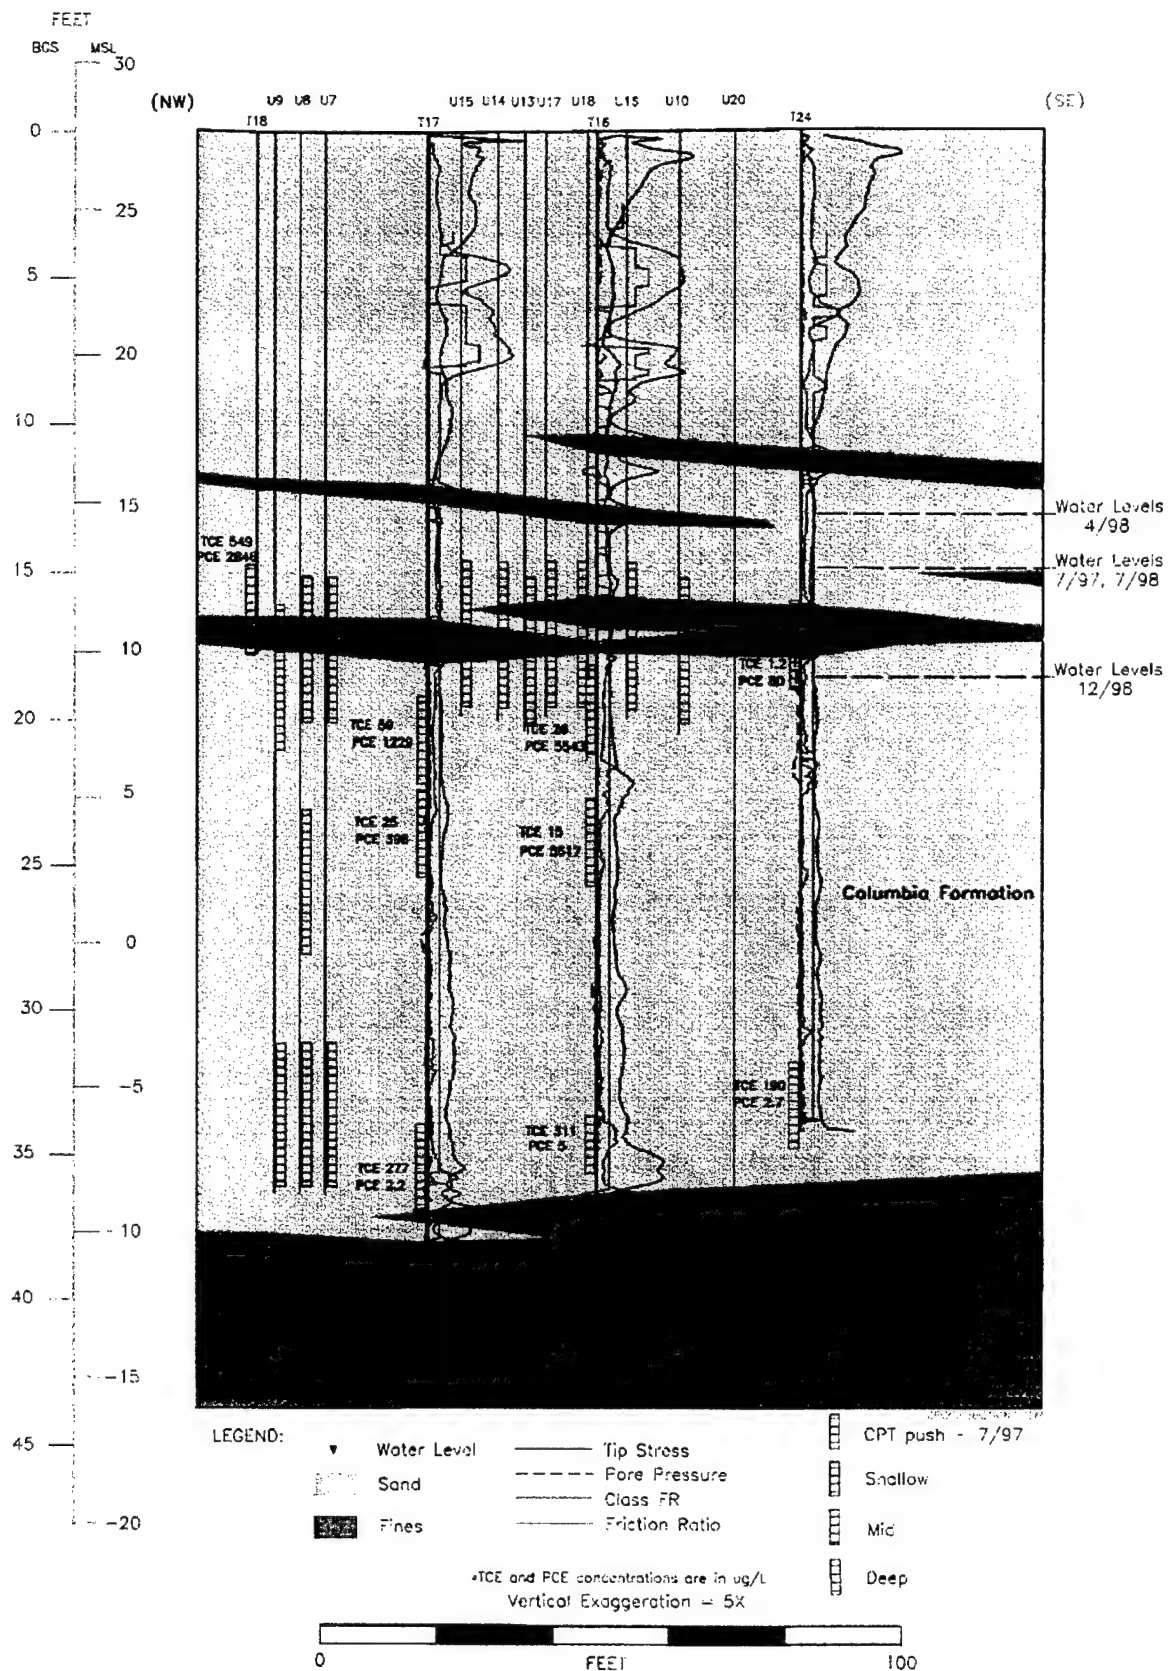 FEET
BGS MSL
30
(NW) U9 U8 U7 U15 U14 U13 U17 U18 U10 U20 (SE)
0 T18 T17 T16 T24
25
5
20
10
15
Water Levels
4/98
TCE 549
15
Water Levels
7/97, 7/98
10
TCE 1.2
PCE 80
Water Levels
12/98
20
TCE 26
PCE 1229
PCE 5543
5
TCE 25
PCE 398
TCE 15
PCE 5617
25
Columbia Formation
0
30
-5
TCE 190
PCE 2.7
TCE 311
PCE 5
35
TCE 277
PCE 2.2
-10
40
-15
LEGEND:
Water Level
Sand
Fines
Tip Stress
Pore Pressure
Class FR
Friction Ratio
CPT push - 7/97
Shallow
Mid
Deep
45
-20
*TCE and PCE concentrations are in ug/L
Vertical Exaggeration = 5X
0 FEET 100